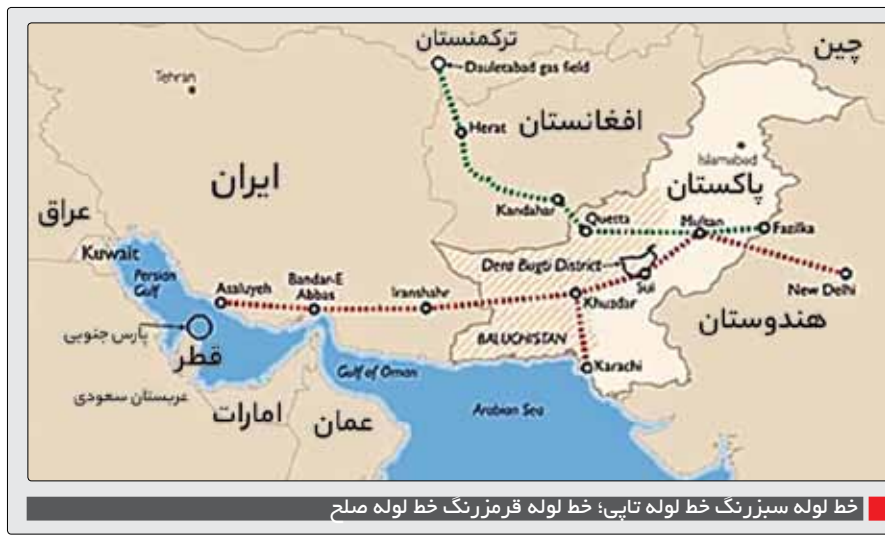 ترکمنستان
چین
Dauletabad gas field
Tehran
Herat
افغانستان
Islamabad
ایران
پاکستان
Kandahar
عراق
Quetta
Multan
Fazilka
Kuwait
Persian
Gulf
Dera Bugti District
Asaluyeh
Bandar-E
Abbas
Iranshahr
Sui
New Delhi
Khuzdar
هندوستان
پارس جنوبی
BALUCHISTAN
قطر
Karachi
Gulf of Oman
عربستان سعودی
امارات
عمان
Arabian Sea
خط لوله سبزرنگ خط لوله تاپی؛ خط لوله قرمزرنگ خط لوله صلح